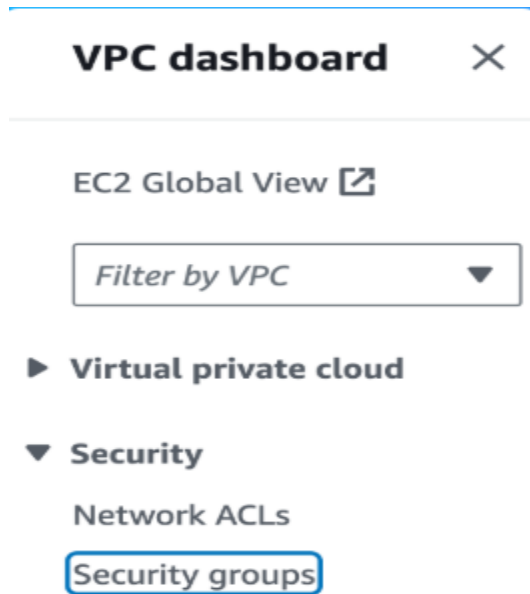 VPC dashboard
EC2 Global View
Filter by VPC
Virtual private cloud
Security
Network ACLs
Security groups